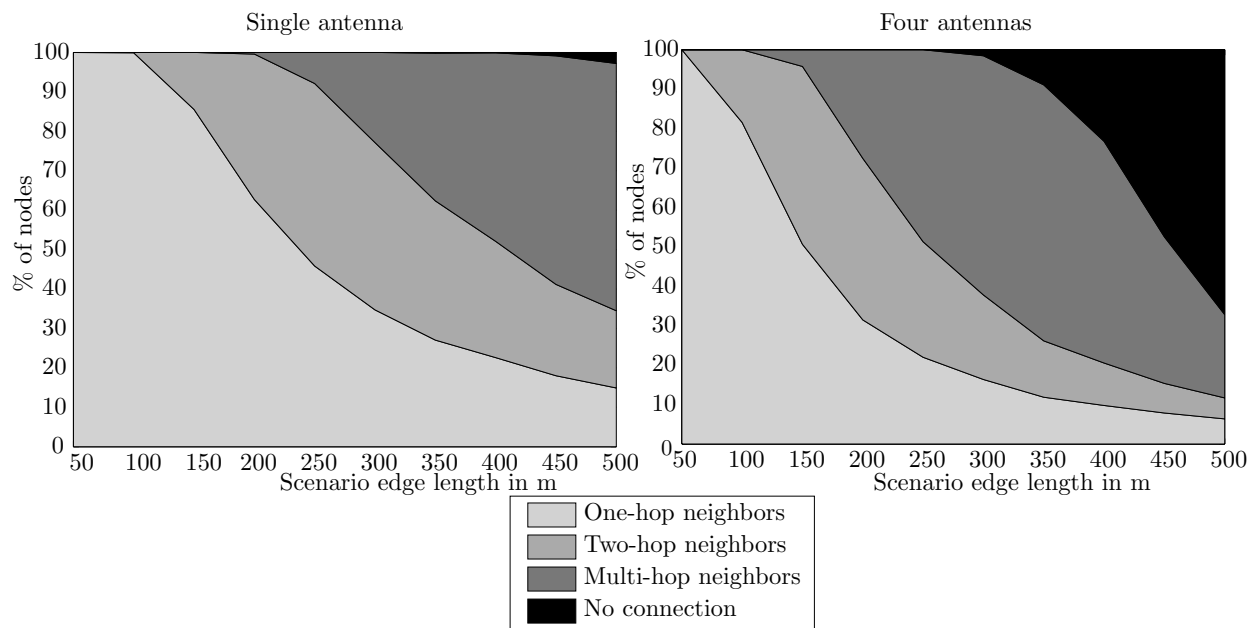 Single antenna
% of nodes
100
90
80
70
60
50
40
30
20
10
0
50 100 150 200 250 300 350 400 450 500
Scenario edge length in m
Four antennas
% of nodes
100
90
80
70
60
50
40
30
20
10
0
50 100 150 200 250 300 350 400 450 500
Scenario edge length in m
One-hop neighbors
Two-hop neighbors
Multi-hop neighbors
No connection